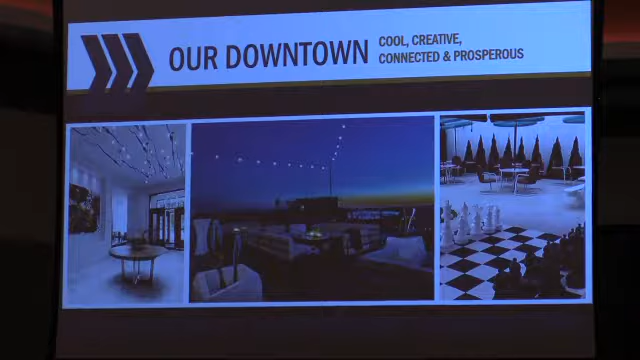 OUR DOWNTOWN
COOL, CREATIVE,
CONNECTED & PROSPEROUS